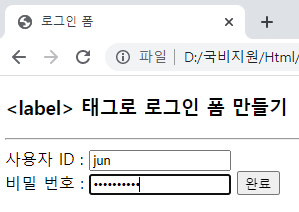 로그인 폼
파일 D:/국비지원/Html/
<label> 태그로 로그인 폼 만들기
사용자 ID : jun
비밀 번호 : •••••••••• 완료